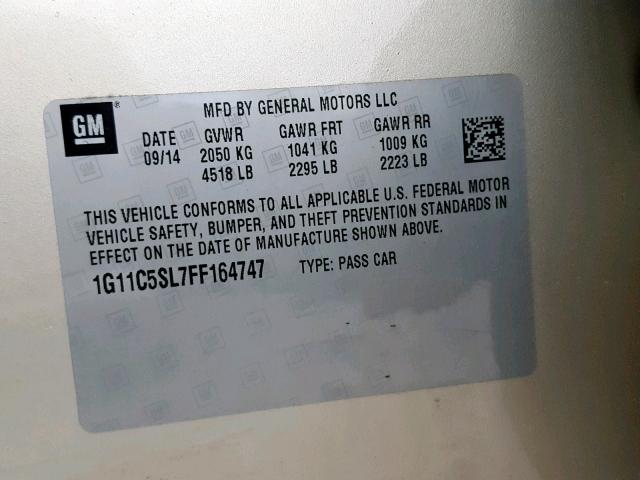 GM®
MFD BY GENERAL MOTORS LLC
DATE GVWR GAWR FRT GAWR RR
09/14 2050 KG 1041 KG 1009 KG
4518 LB 2295 LB 2223 LB
THIS VEHICLE CONFORMS TO ALL APPLICABLE U.S. FEDERAL MOTOR
VEHICLE SAFETY, BUMPER, AND THEFT PREVENTION STANDARDS IN
EFFECT ON THE DATE OF MANUFACTURE SHOWN ABOVE.
1G11C5SL7FF164747 TYPE: PASS CAR